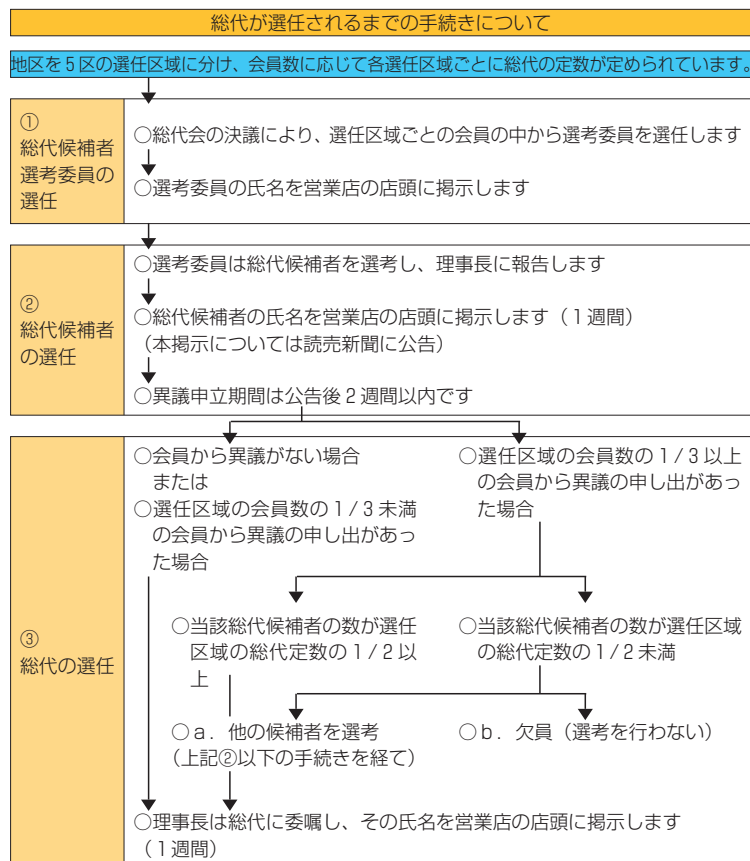 総代が選任されるまでの手続きについて
地区を5区の選任区域に分け、会員数に応じて各選任区域ごとに総代の定数が定められています。
①
総代候補者
選考委員の
選任
○総代会の決議により、選任区域ごとの会員の中から選考委員を選任します
○選考委員の氏名を営業店の店頭に掲示します
②
総代候補者
の選任
○選考委員は総代候補者を選考し、理事長に報告します
○総代候補者の氏名を営業店の店頭に掲示します（1週間）
（本掲示については読売新聞に公告）
○異議申立期間は公告後2週間以内です
③
総代の選任
○会員から異議がない場合
または
○選任区域の会員数の1/3未満
の会員から異議の申し出があっ
た場合
○選任区域の会員数の1/3以上
の会員から異議の申し出があっ
た場合
○当該総代候補者の数が選任
区域の総代定数の1/2以
上
○当該総代候補者の数が選任区域
の総代定数の1/2未満
○a．他の候補者を選考
（上記②以下の手続きを経て）
○b．欠員（選考を行わない）
○理事長は総代に委嘱し、その氏名を営業店の店頭に掲示します
（1週間）